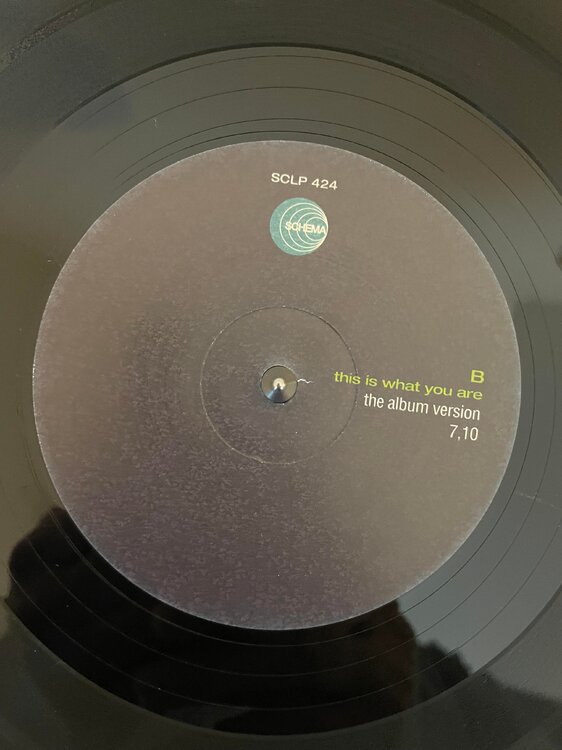 SCLP 424
SCHEMA
B
this is what you are
the album version
7,10